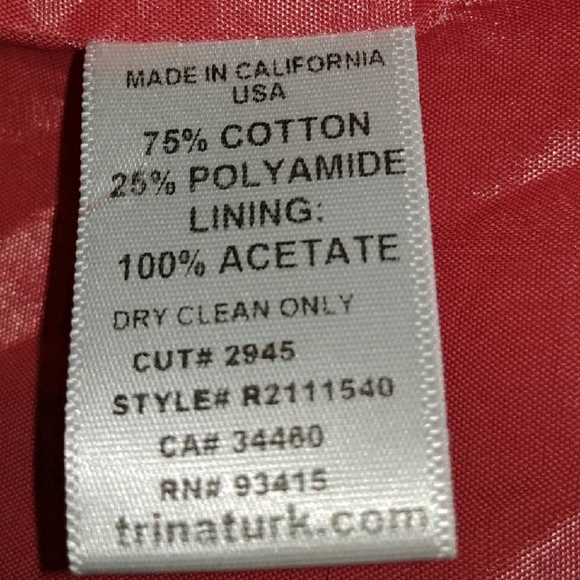 MADE IN CALIFORNIA
USA
75% COTTON
25% POLYAMIDE
LINING:
100% ACETATE
DRY CLEAN ONLY
CUT# 2945
STYLE# R2111540
CA# 34460
RN# 93415
trinaturk.com